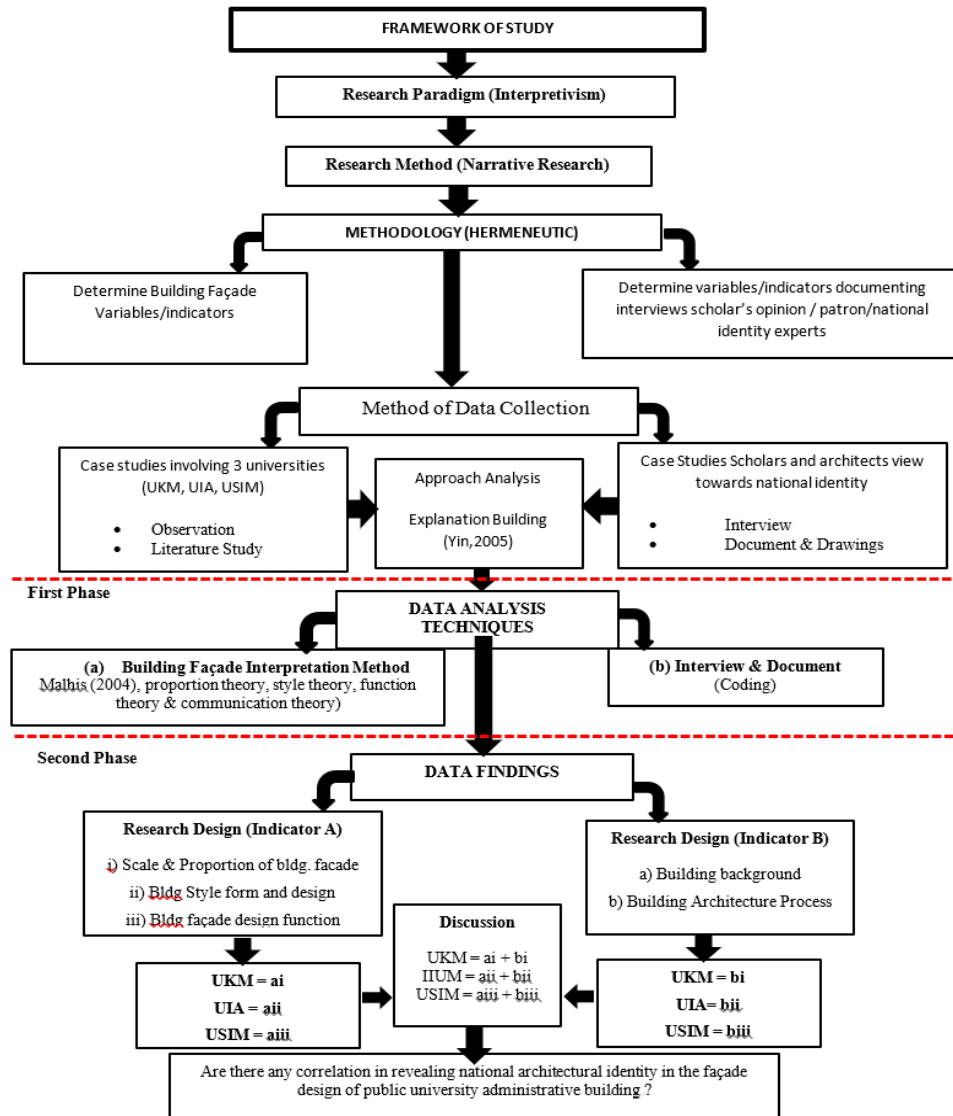 FRAMEWORK OF STUDY
Research Paradigm (Interpretivism)
Research Method (Narrative Research)
METHODOLOGY (HERMENEUTIC)
Determine Building Façade
Variables/indicators
Determine variables/indicators documenting
interviews scholar's opinion / patron/national
identity experts
Method of Data Collection
Case studies involving 3 universities
(UKM, UIA, USIM)
• Observation
• Literature Study
Approach Analysis
Explanation Building
(Yin,2005)
Case Studies Scholars and architects view
towards national identity
• Interview
• Document & Drawings
First Phase
DATA ANALYSIS
TECHNIQUES
(a) Building Façade Interpretation Method
Malhis (2004), proportion theory, style theory, function
theory & communication theory)
(b) Interview & Document
(Coding)
Second Phase
DATA FINDINGS
Research Design (Indicator A)
i) Scale & Proportion of bldg. facade
ii) Bldg Style form and design
iii) Bldg façade design function
Research Design (Indicator B)
a) Building background
b) Building Architecture Process
Discussion
UKM = ai + bi
IIUM = aii + bii
USIM = aiii + biii
UKM = ai
UIA = aii
USIM = aiii
UKM = bi
UIA= bii
USIM = biii
Are there any correlation in revealing national architectural identity in the façade
design of public university administrative building ?